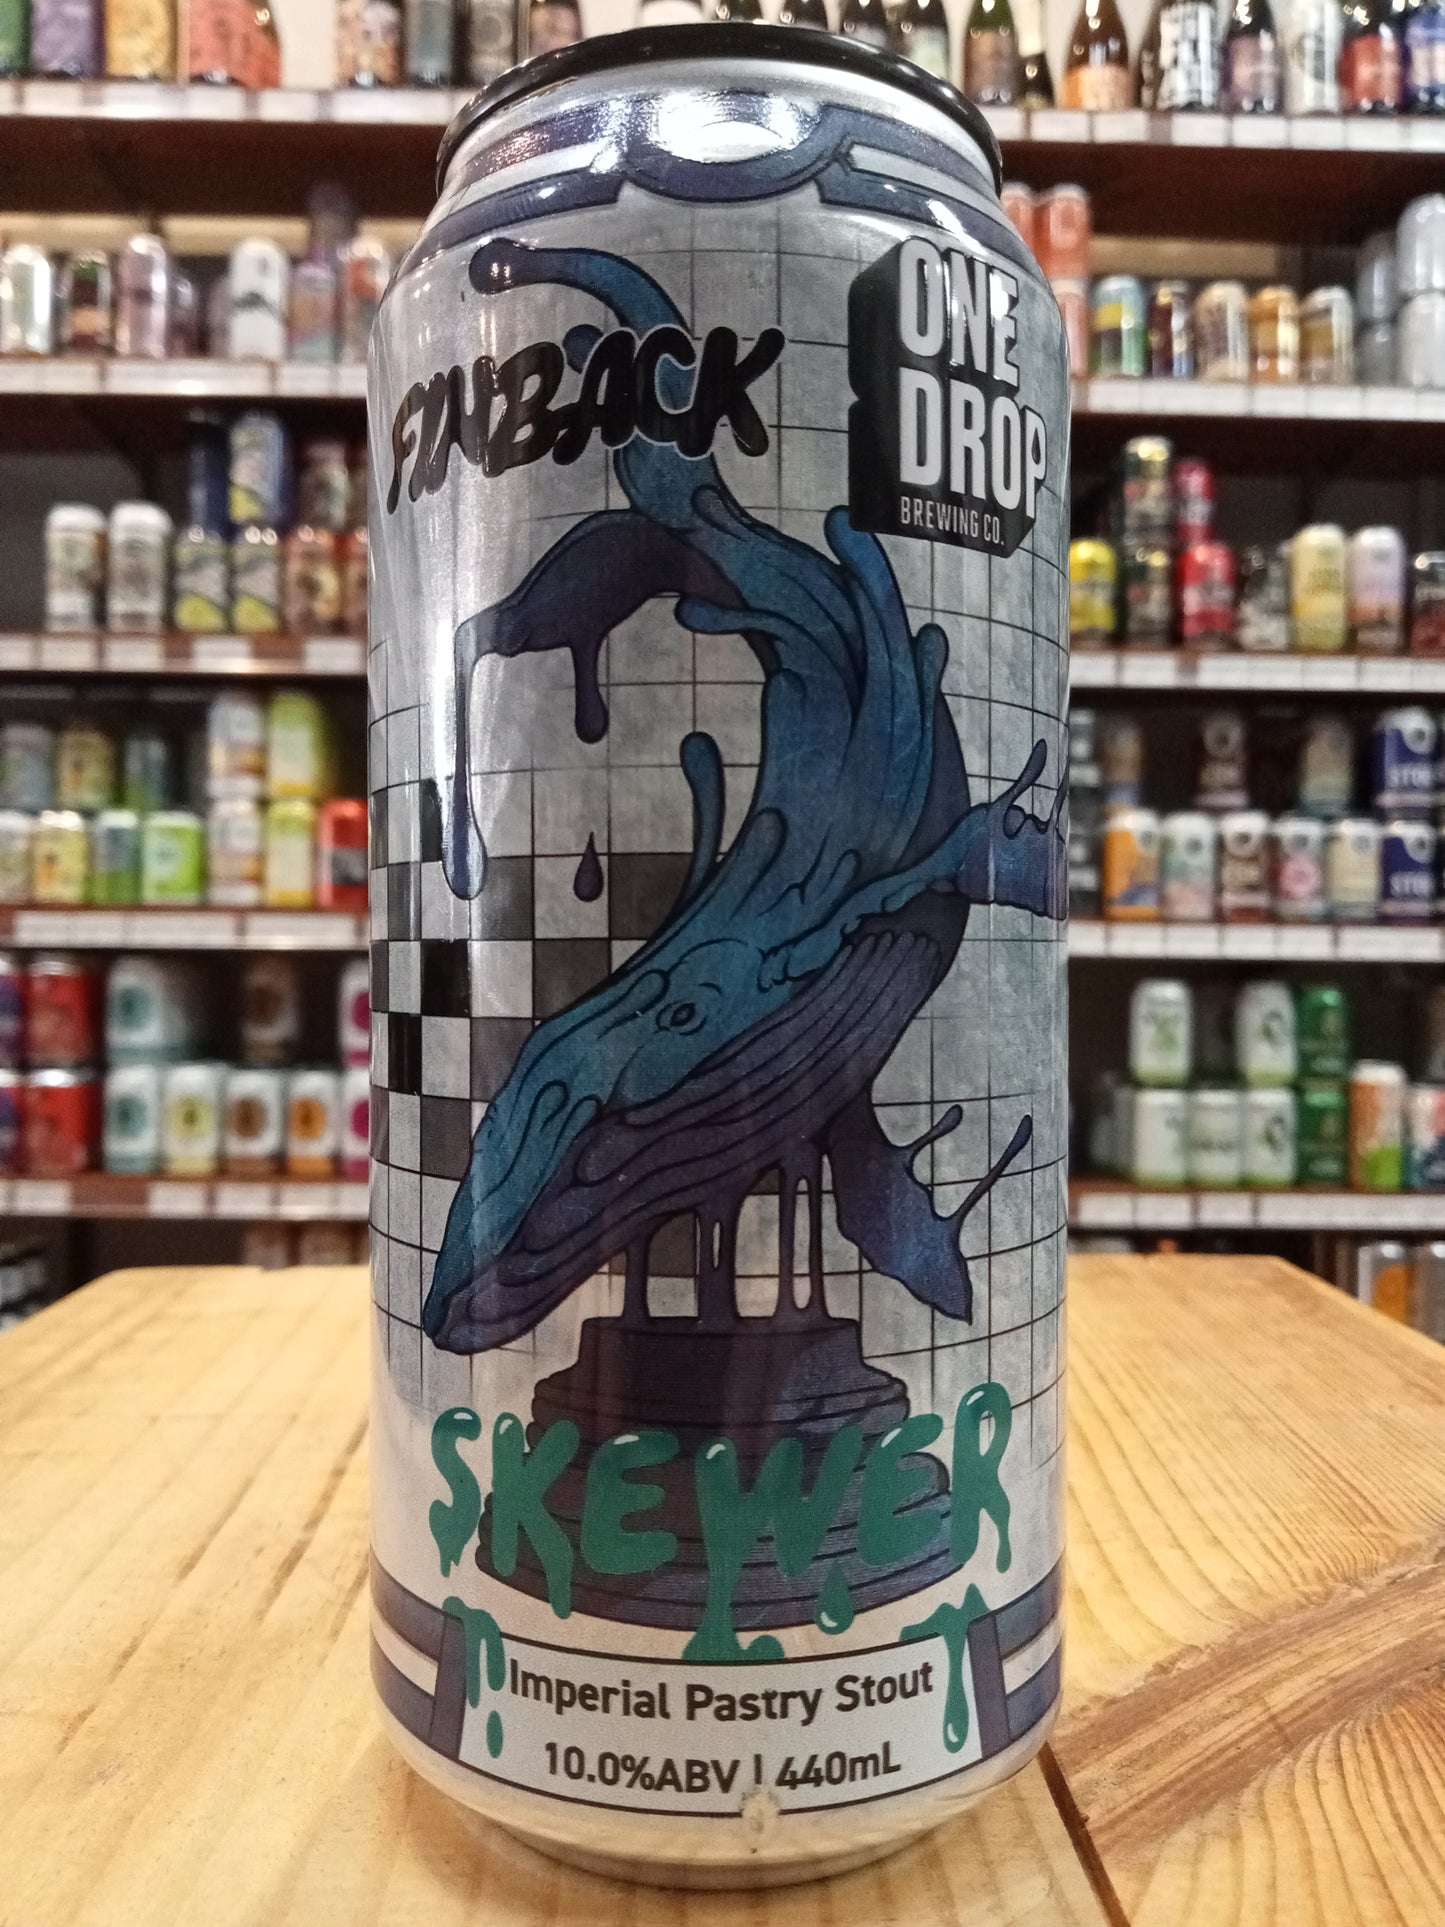 FINBACK
ONE
DROP
BREWING CO.
SKEWER
Imperial Pastry Stout
10.0%ABV | 440mL